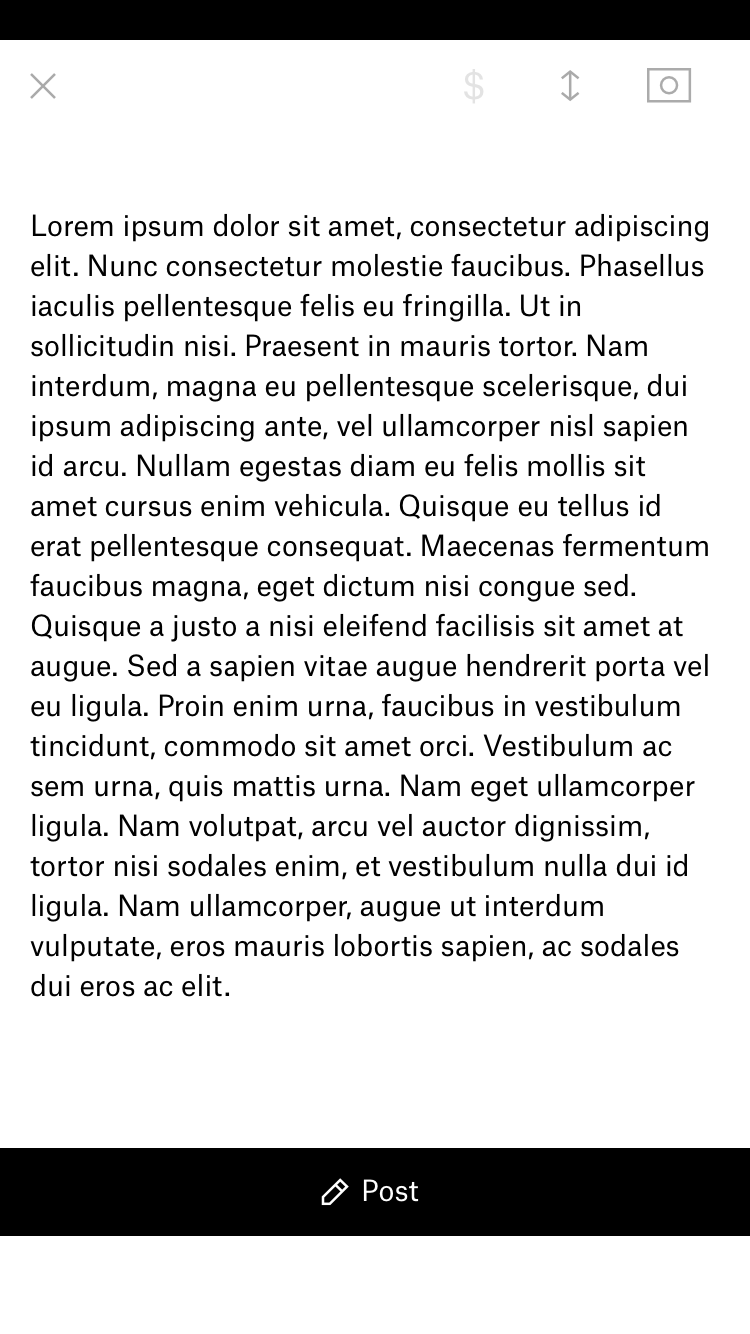 $
Lorem ipsum dolor sit amet, consectetur adipiscing
elit. Nunc consectetur molestie faucibus. Phasellus
iaculis pellentesque felis eu fringilla. Ut in
sollicitudin nisi. Praesent in mauris tortor. Nam
interdum, magna eu pellentesque scelerisque, dui
ipsum adipiscing ante, vel ullamcorper nisl sapien
id arcu. Nullam egestas diam eu felis mollis sit
amet cursus enim vehicula. Quisque eu tellus id
erat pellentesque consequat. Maecenas fermentum
faucibus magna, eget dictum nisi congue sed.
Quisque a justo a nisi eleifend facilisis sit amet at
augue. Sed a sapien vitae augue hendrerit porta vel
eu ligula. Proin enim urna, faucibus in vestibulum
tincidunt, commodo sit amet orci. Vestibulum ac
sem urna, quis mattis urna. Nam eget ullamcorper
ligula. Nam volutpat, arcu vel auctor dignissim,
tortor nisi sodales enim, et vestibulum nulla dui id
ligula. Nam ullamcorper, augue ut interdum
vulputate, eros mauris lobortis sapien, ac sodales
dui eros ac elit.
Post